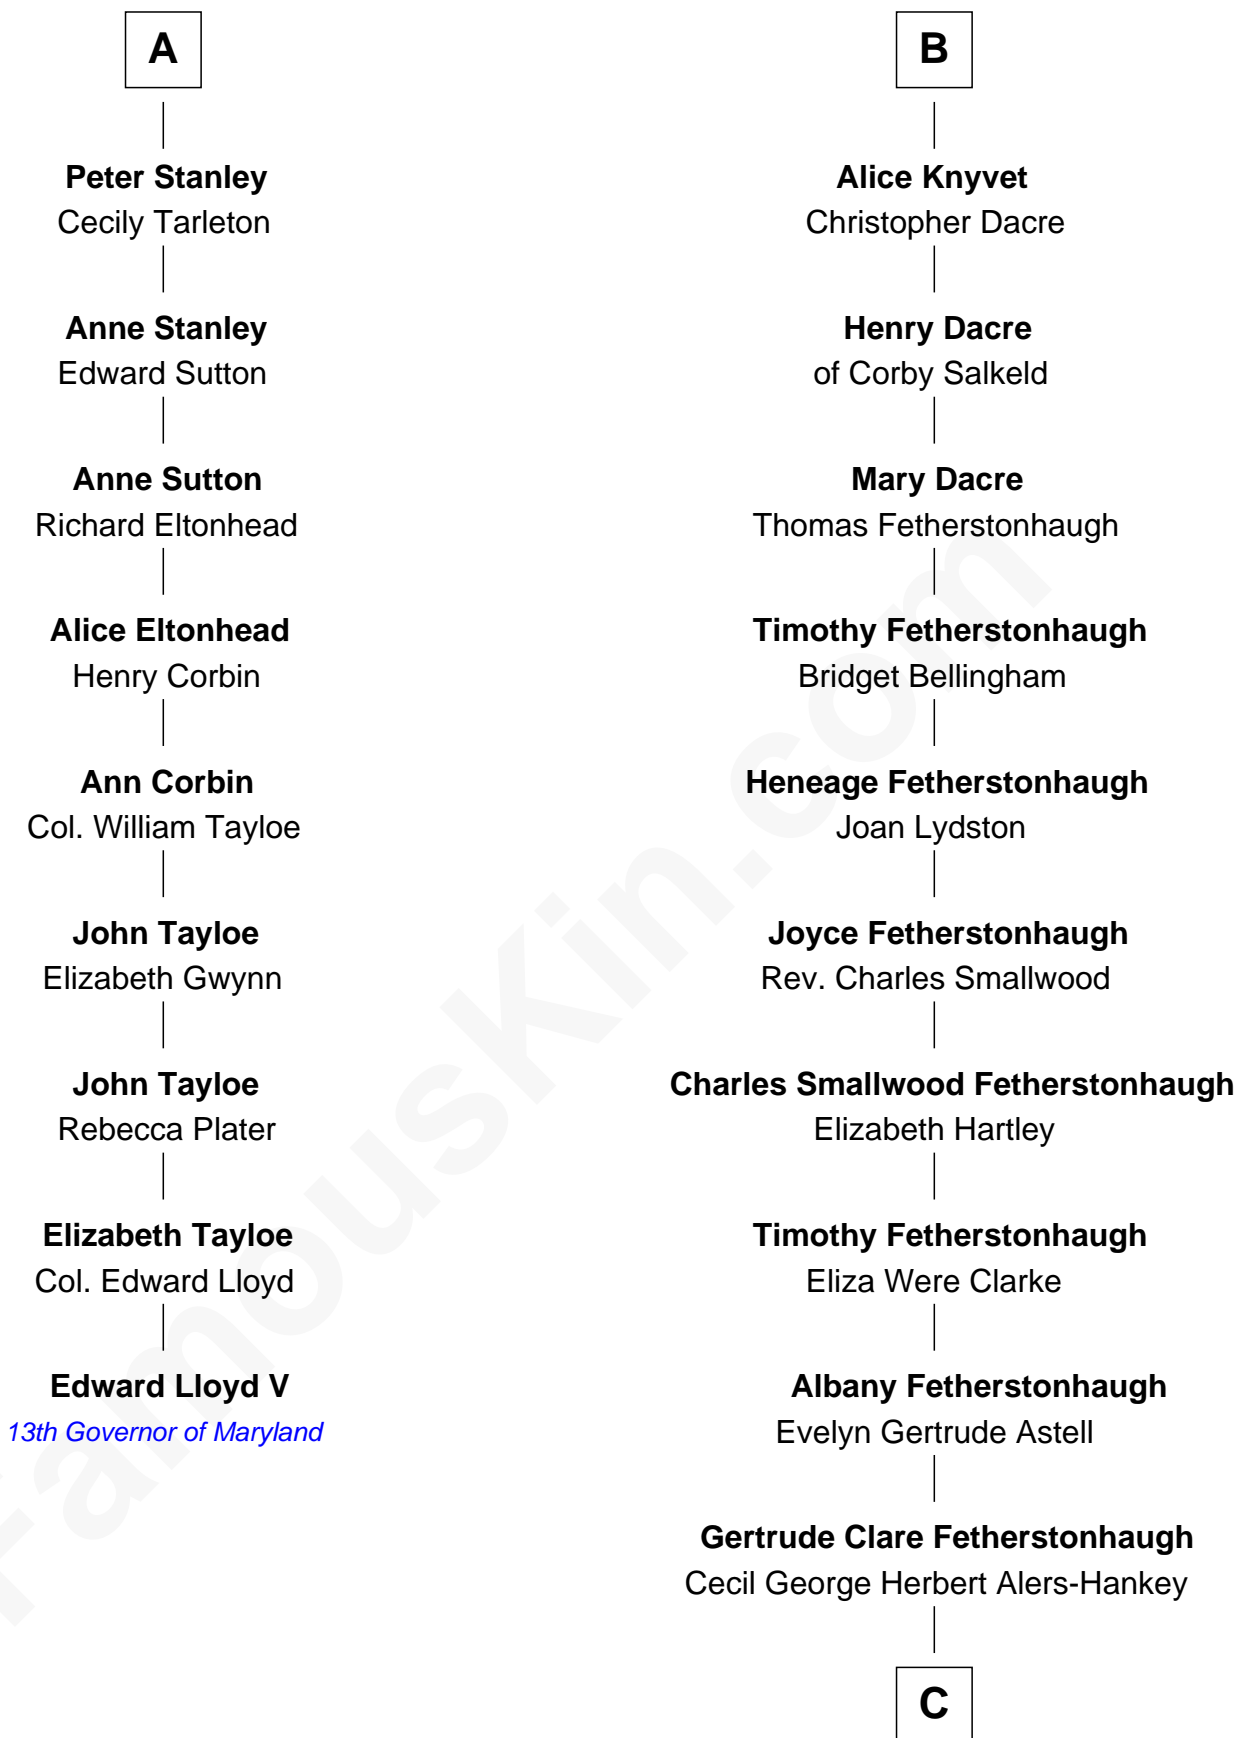 A
Peter Stanley
Cecily Tarleton
Anne Stanley
Edward Sutton
Anne Sutton
Richard Eltonhead
Alice Eltonhead
Henry Corbin
Ann Corbin
Col. William Tayloe
John Tayloe
Elizabeth Gwynn
John Tayloe
Rebecca Plater
Elizabeth Tayloe
Col. Edward Lloyd
Edward Lloyd V
13th Governor of Maryland
B
Alice Knyvet
Christopher Dacre
Henry Dacre
of Corby Salkeld
Mary Dacre
Thomas Fetherstonhaugh
Timothy Fetherstonhaugh
Bridget Bellingham
Heneage Fetherstonhaugh
Joan Lydston
Joyce Fetherstonhaugh
Rev. Charles Smallwood
Charles Smallwood Fetherstonhaugh
Elizabeth Hartley
Timothy Fetherstonhaugh
Eliza Were Clarke
Albany Fetherstonhaugh
Evelyn Gertrude Astell
Gertrude Clare Fetherstonhaugh
Cecil George Herbert Alers-Hankey
C
FamousKin.com